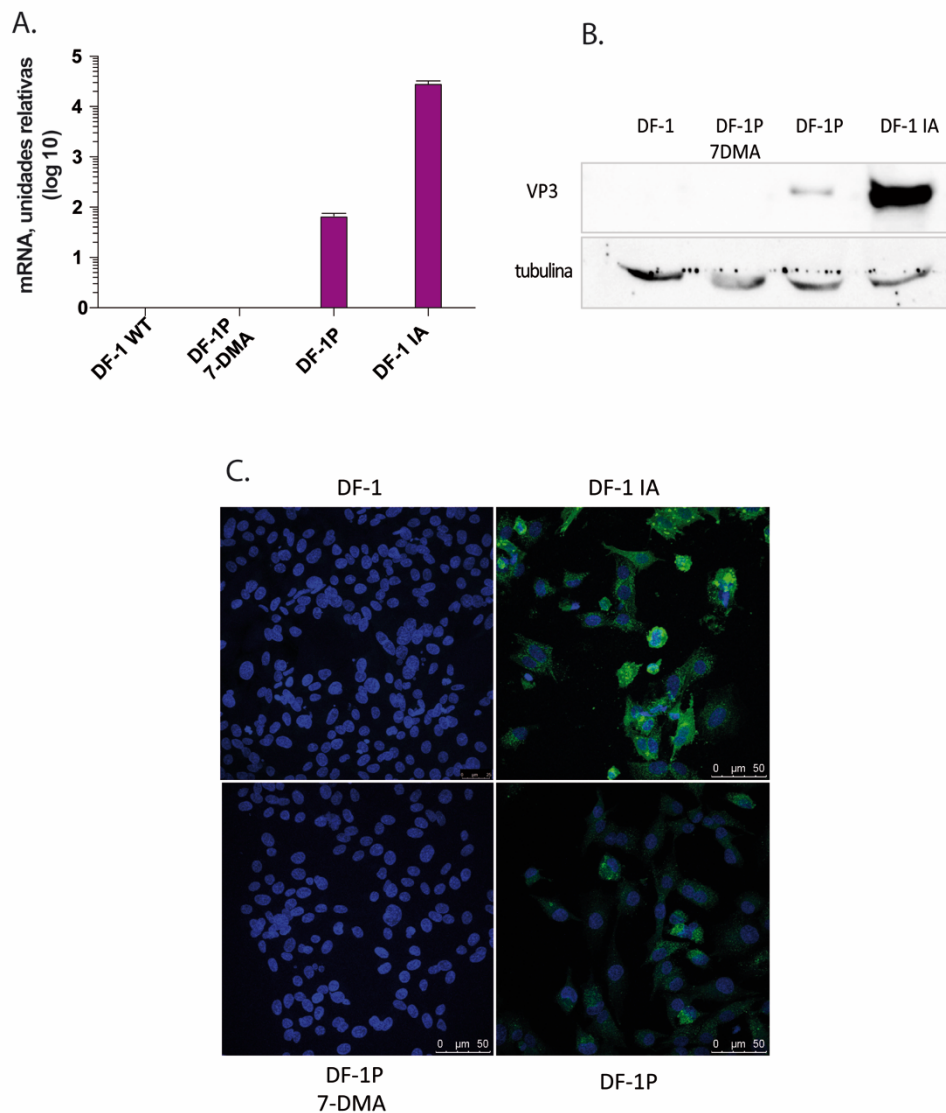 A.
5
4
3
2
1
0
mRNA, unidades relativas
(log 10)
DF-1 WT
DF-1P
7-DMA
DF-1P
DF-1 IA
B.
DF-1
DF-1P
7DMA
DF-1P
DF-1 IA
VP3
tubulina
C.
DF-1
DF-1 IA
0 µm 50
0 µm 50
0 µm 50
DF-1P
7-DMA
DF-1P